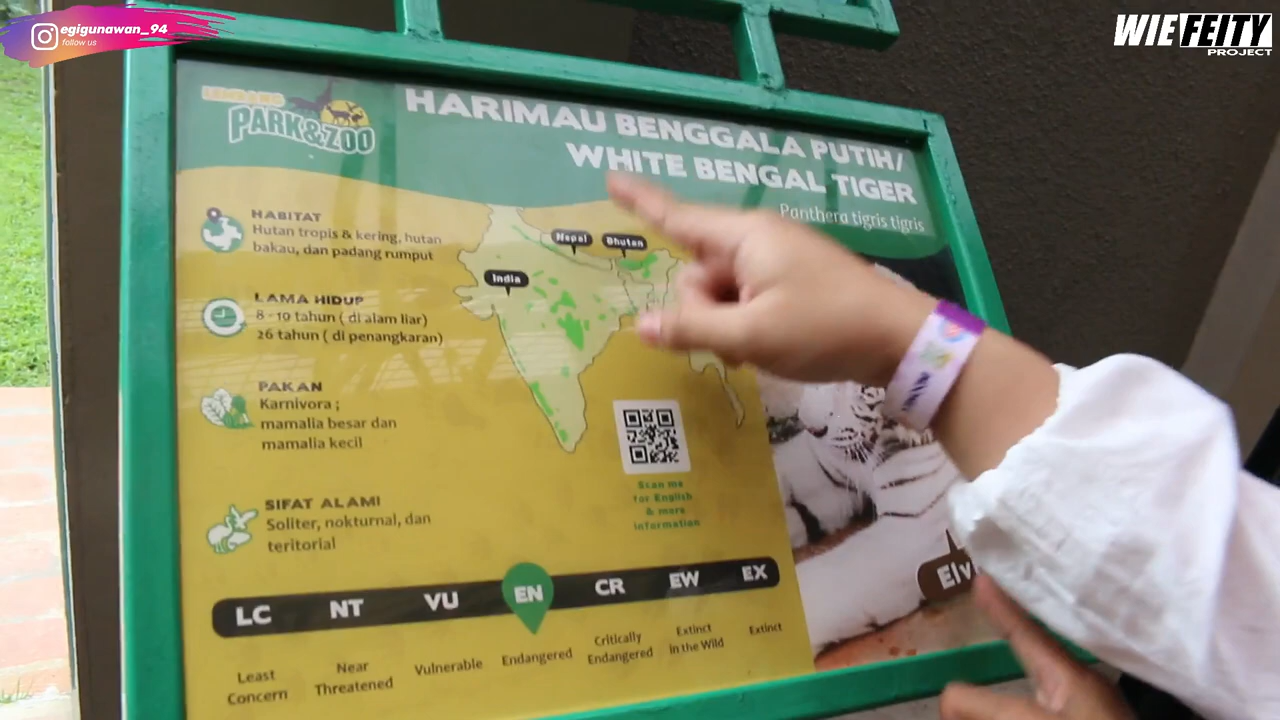 egigunawan_94
follow us
WIEFEITY
PROJECT
LEMBANG
PARK&ZOO
HARIMAU BENGGALA PUTIH/
WHITE BENGAL TIGER
Panthera tigris tigris
HABITAT
Hutan tropis & kering, hutan
bakau, dan padang rumput
LAMA HIDUP
8 - 10 tahun ( di alam liar)
26 tahun ( di penangkaran)
PAKAN
Karnivora ;
mamalia besar dan
mamalia kecil
SIFAT ALAMI
Soliter, nokturnal, dan
teritorial
Nepal
Bhutan
India
Scan me
for English
& more
information
LC NT VU EN CR EW EX
Least
Concern
Near
Threatened
Vulnerable
Endangered
Critically
Endangered
Extinct
in the Wild
Extinct